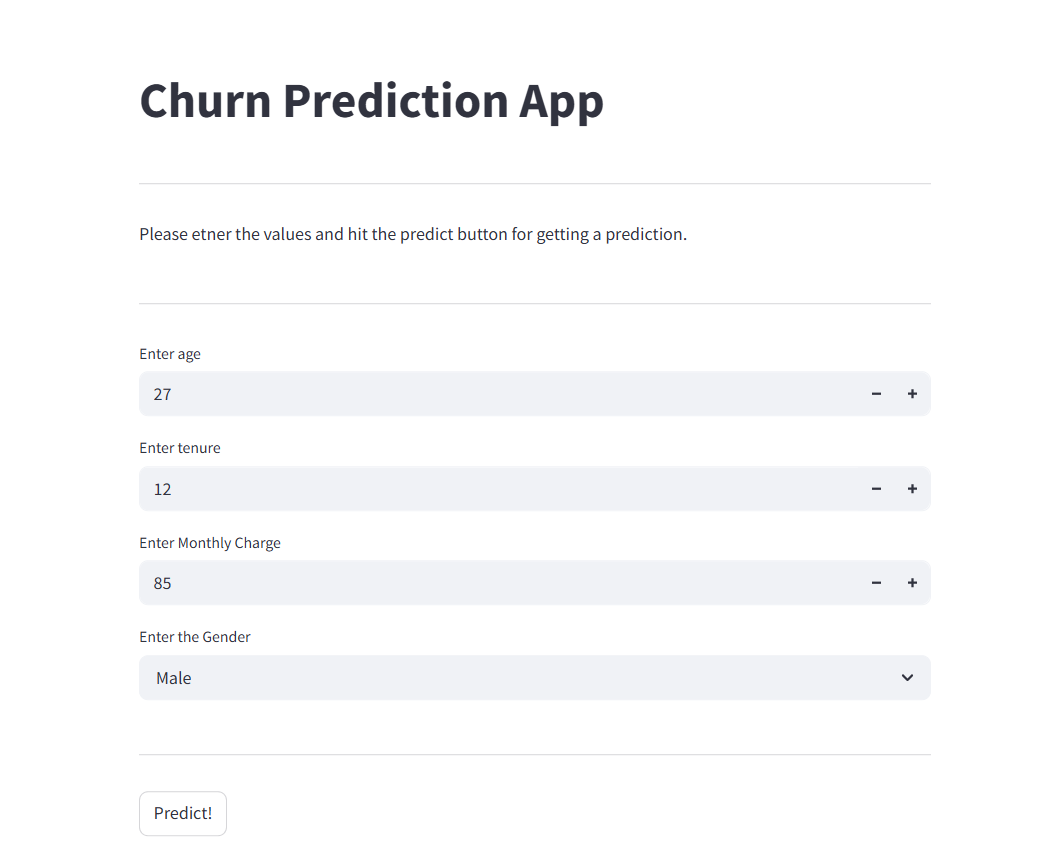 Churn Prediction App
Please etner the values and hit the predict button for getting a prediction.
Enter age
27
Enter tenure
12
Enter Monthly Charge
85
Enter the Gender
Male
Predict!